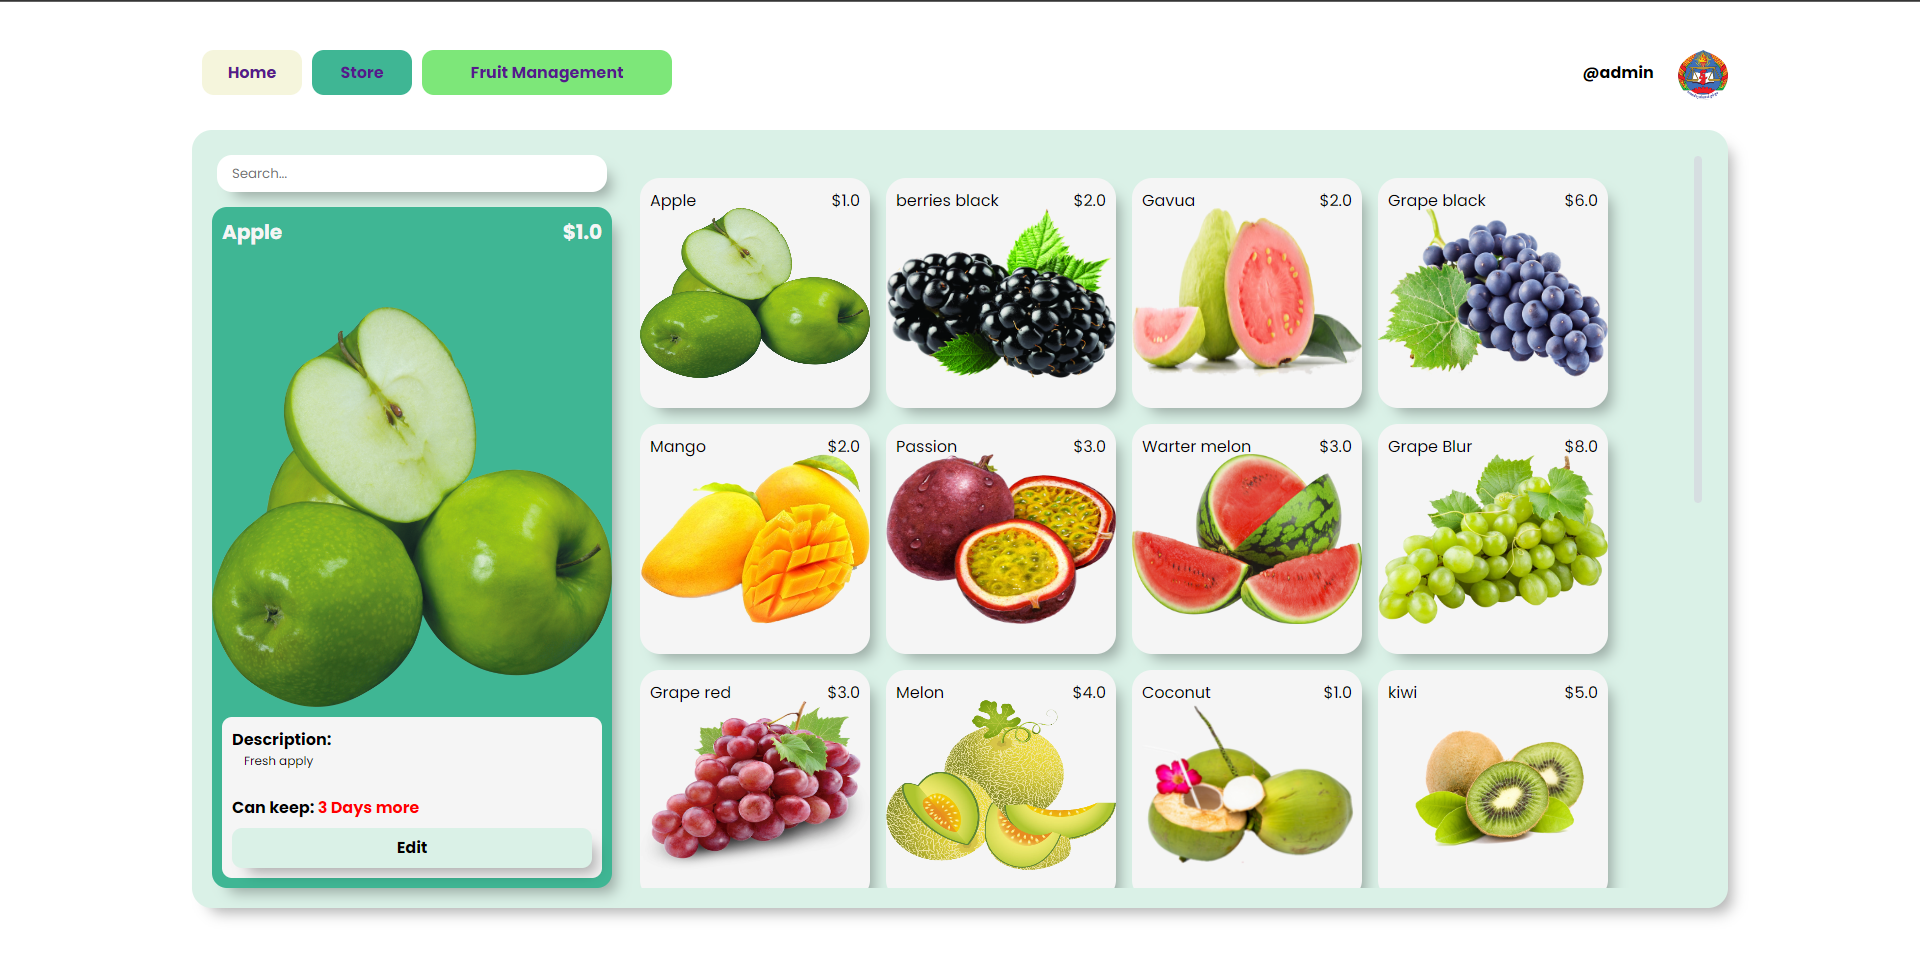 Home
Store
Fruit Management
@admin
Search...
Apple $1.0
Description:
Fresh apply
Can keep: 3 Days more
Edit
Apple $1.0
berries black $2.0
Gavua $2.0
Grape black $6.0
Mango $2.0
Passion $3.0
Warter melon $3.0
Grape Blur $8.0
Grape red $3.0
Melon $4.0
Coconut $1.0
kiwi $5.0